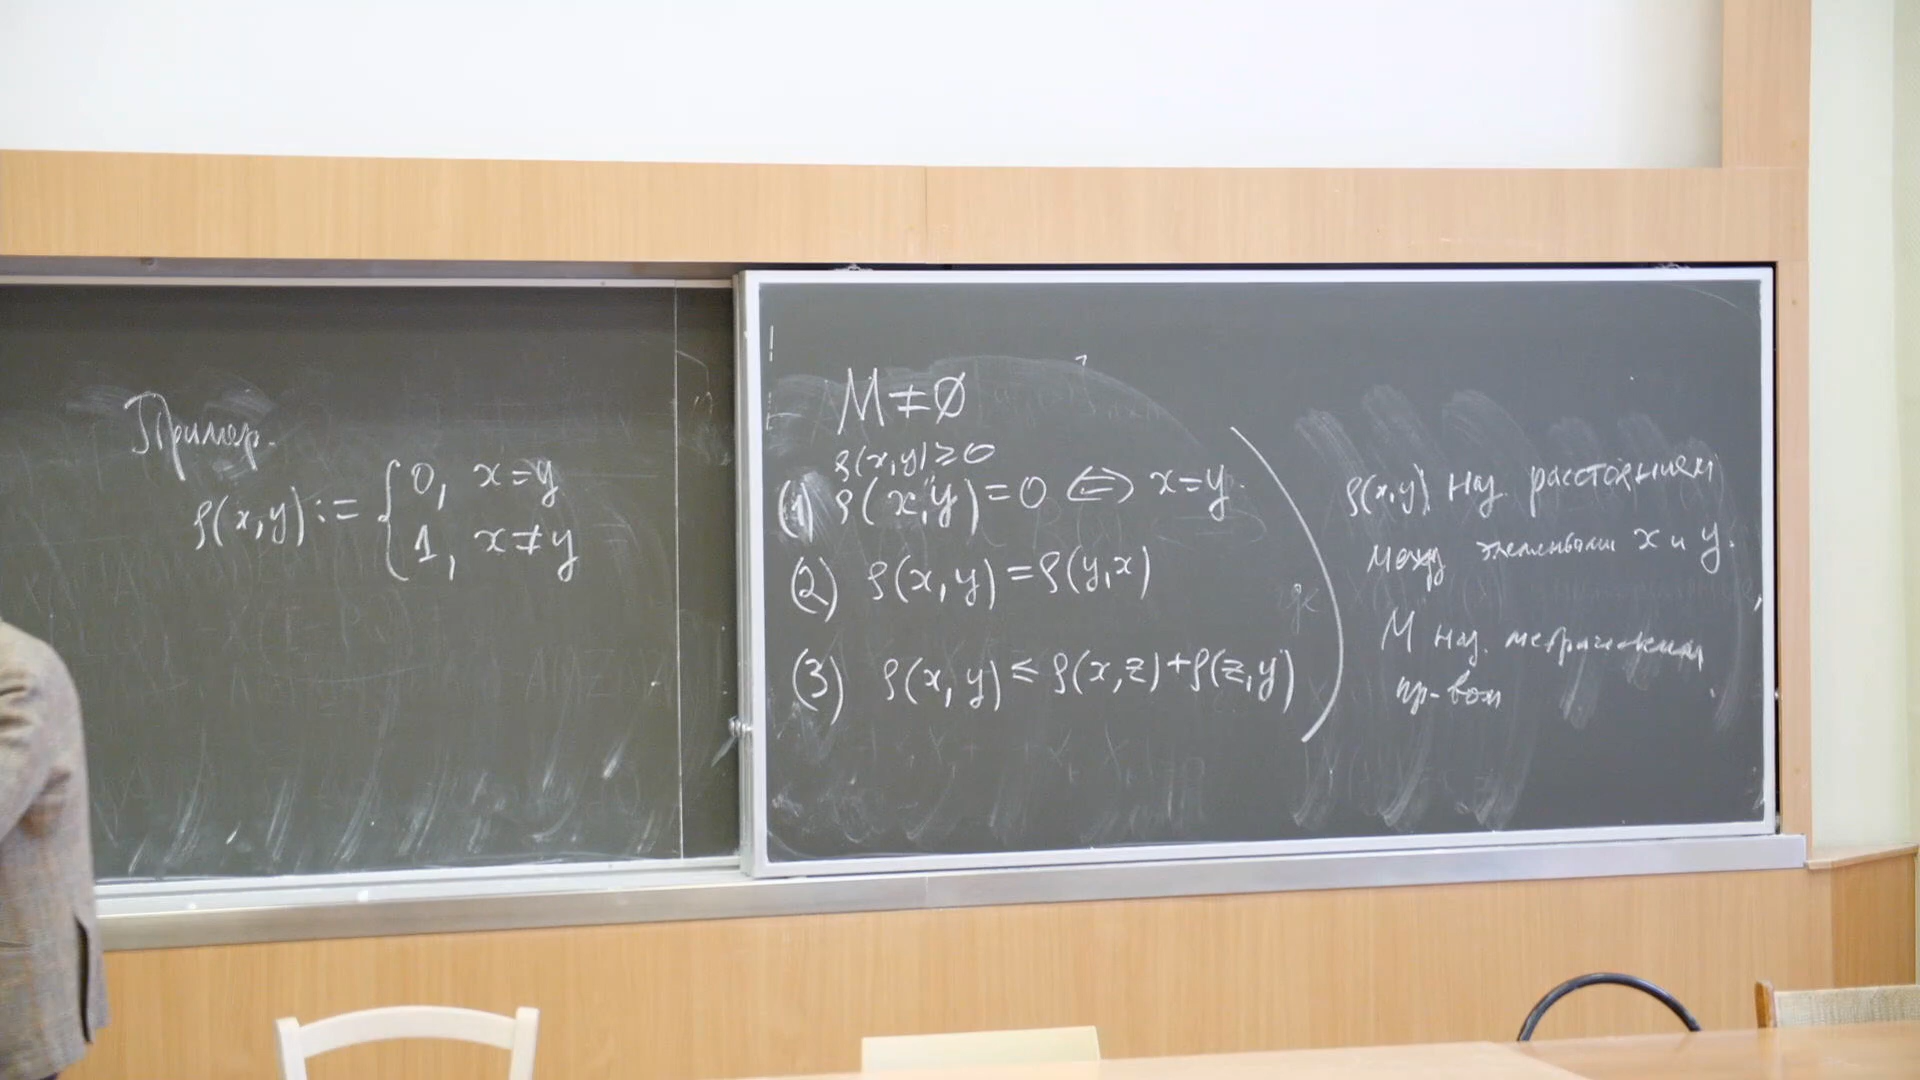 Пример.
ρ(x,y) := { 0, x=y
1, x≠y
M ≠ ∅
ρ(x,y) ≥ 0
(1) ρ(x,y) = 0 ⇔ x=y.
(2) ρ(x,y) = ρ(y,x)
(3) ρ(x,y) ≤ ρ(x,z) + ρ(z,y)
ρ(x,y) наз. расстоянием
между элементами x и y.
M наз. метрическим
пр-вом